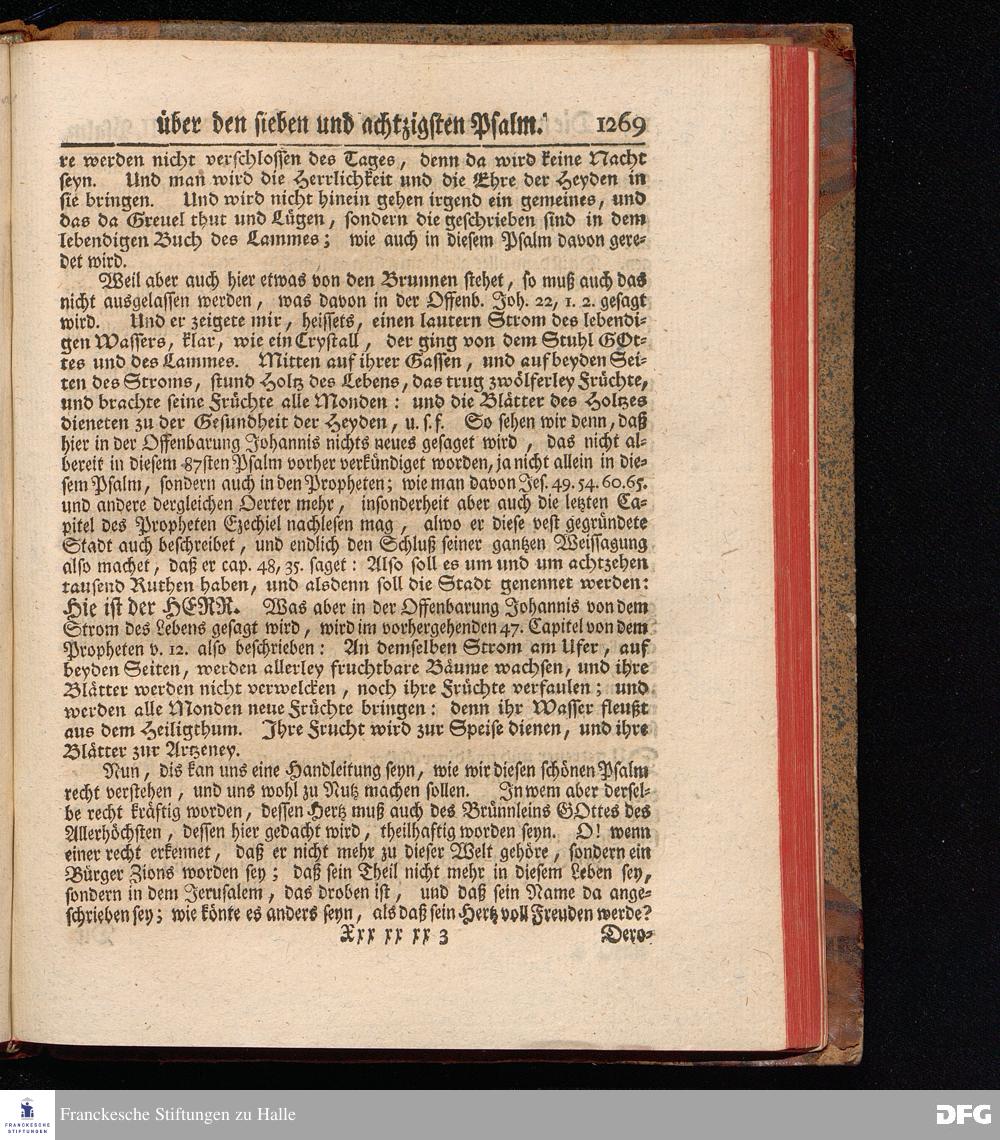 über den sieben und achtzigsten Psalm. 1269
re werden nicht verschlossen des Tages, denn da wird keine Nacht
seyn. Und man wird die Herrlichkeit und die Ehre der Heyden in
sie bringen. Und wird nicht hinein gehen irgend ein gemeines, und
das da Greuel thut und Lügen, sondern die geschrieben sind in dem
lebendigen Buch des Lammes; wie auch in diesem Psalm davon gere-
det wird.
Weil aber auch hier etwas von den Brunnen stehet, so muß auch das
nicht ausgelassen werden, was davon in der Offenb. Joh. 22, 1. 2. gesagt
wird. Und er zeigete mir, heissets, einen lautern Strom des lebendi-
gen Wassers, klar, wie ein Crystall, der ging von dem Stuhl GOt-
tes und des Lammes. Mitten auf ihrer Gassen, und auf beyden Sei-
ten des Stroms, stund Holtz des Lebens, das trug zwölferley Früchte,
und brachte seine Früchte alle Monden: und die Blätter des Holtzes
dieneten zu der Gesundheit der Heyden, u. s. f. So sehen wir denn, daß
hier in der Offenbarung Johannis nichts neues gesaget wird, das nicht al-
bereit in diesem 87sten Psalm vorher verkündiget worden, ja nicht allein in die-
sem Psalm, sondern auch in den Propheten; wie man davon Jes. 49. 54. 60. 65.
und andere dergleichen Oerter mehr, insonderheit aber auch die letzten Ca-
pitel des Propheten Ezechiel nachlesen mag, alwo er diese vest gegründete
Stadt auch beschreibet, und endlich den Schluß seiner gantzen Weissagung
also machet, daß er cap. 48, 35. saget: Also soll es um und um achtzehen
tausend Ruthen haben, und alsdenn soll die Stadt genennet werden:
Hie ist der HERR. Was aber in der Offenbarung Johannis von dem
Strom des Lebens gesagt wird, wird im vorhergehenden 47. Capitel von dem
Propheten v. 12. also beschrieben: An demselben Strom am Ufer, auf
beyden Seiten, werden allerley fruchtbare Bäume wachsen, und ihre
Blätter werden nicht verwelcken, noch ihre Früchte verfaulen; und
werden alle Monden neue Früchte bringen: denn ihr Wasser fleußt
aus dem Heiligthum. Ihre Frucht wird zur Speise dienen, und ihre
Blätter zur Artzeney.
Nun, dis kan uns eine Handleitung seyn, wie wir diesen schönen Psalm
recht verstehen, und uns wohl zu Nutz machen sollen. In wem aber dersel-
be recht kräftig worden, dessen Hertz muß auch des Brünnleins GOttes des
Allerhöchsten, dessen hier gedacht wird, theilhaftig worden seyn. O! wenn
einer recht erkennet, daß er nicht mehr zu dieser Welt gehöre, sondern ein
Bürger Zions worden sey; daß sein Theil nicht mehr in diesem Leben sey,
sondern in dem Jerusalem, das droben ist, und daß sein Name da ange-
schrieben sey; wie könte es anders seyn, als daß sein Hertz voll Freuden werde?
Xxx xx xx 3 Dero-
FRANCKESCHE
STIFTUNGEN
Franckesche Stiftungen zu Halle
DFG